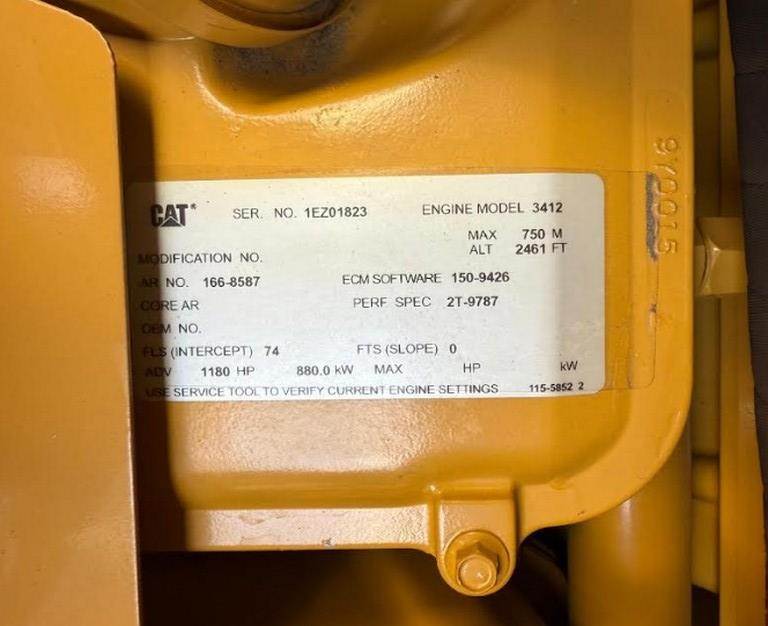 CAT® SER. NO. 1EZ01823 ENGINE MODEL 3412
MAX 750 M
ALT 2461 FT
MODIFICATION NO.
AR NO. 166-8587 ECM SOFTWARE 150-9426
CORE AR PERF SPEC 2T-9787
OEM NO.
FLS (INTERCEPT) 74 FTS (SLOPE) 0
ADV 1180 HP 880.0 kW MAX HP kW
USE SERVICE TOOL TO VERIFY CURRENT ENGINE SETTINGS 115-5852 2
9Y0015